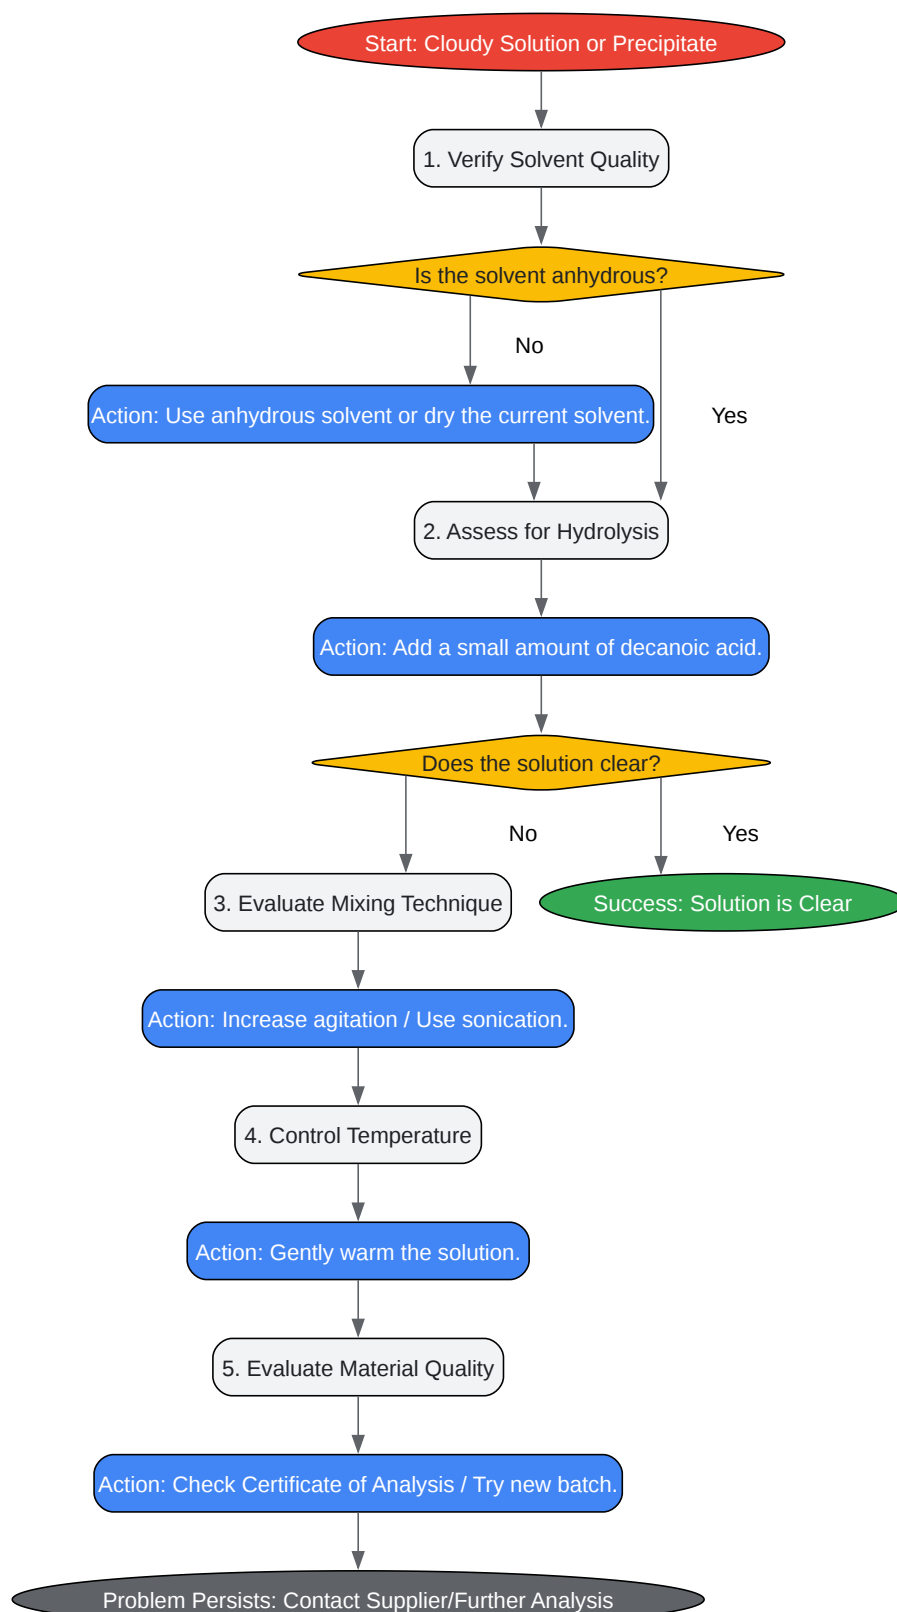 Start: Cloudy Solution or Precipitate
1. Verify Solvent Quality
Is the solvent anhydrous?
No
Action: Use anhydrous solvent or dry the current solvent.
Yes
2. Assess for Hydrolysis
Action: Add a small amount of decanoic acid.
Does the solution clear?
No
Yes
3. Evaluate Mixing Technique
Success: Solution is Clear
Action: Increase agitation / Use sonication.
4. Control Temperature
Action: Gently warm the solution.
5. Evaluate Material Quality
Action: Check Certificate of Analysis / Try new batch.
Problem Persists: Contact Supplier/Further Analysis